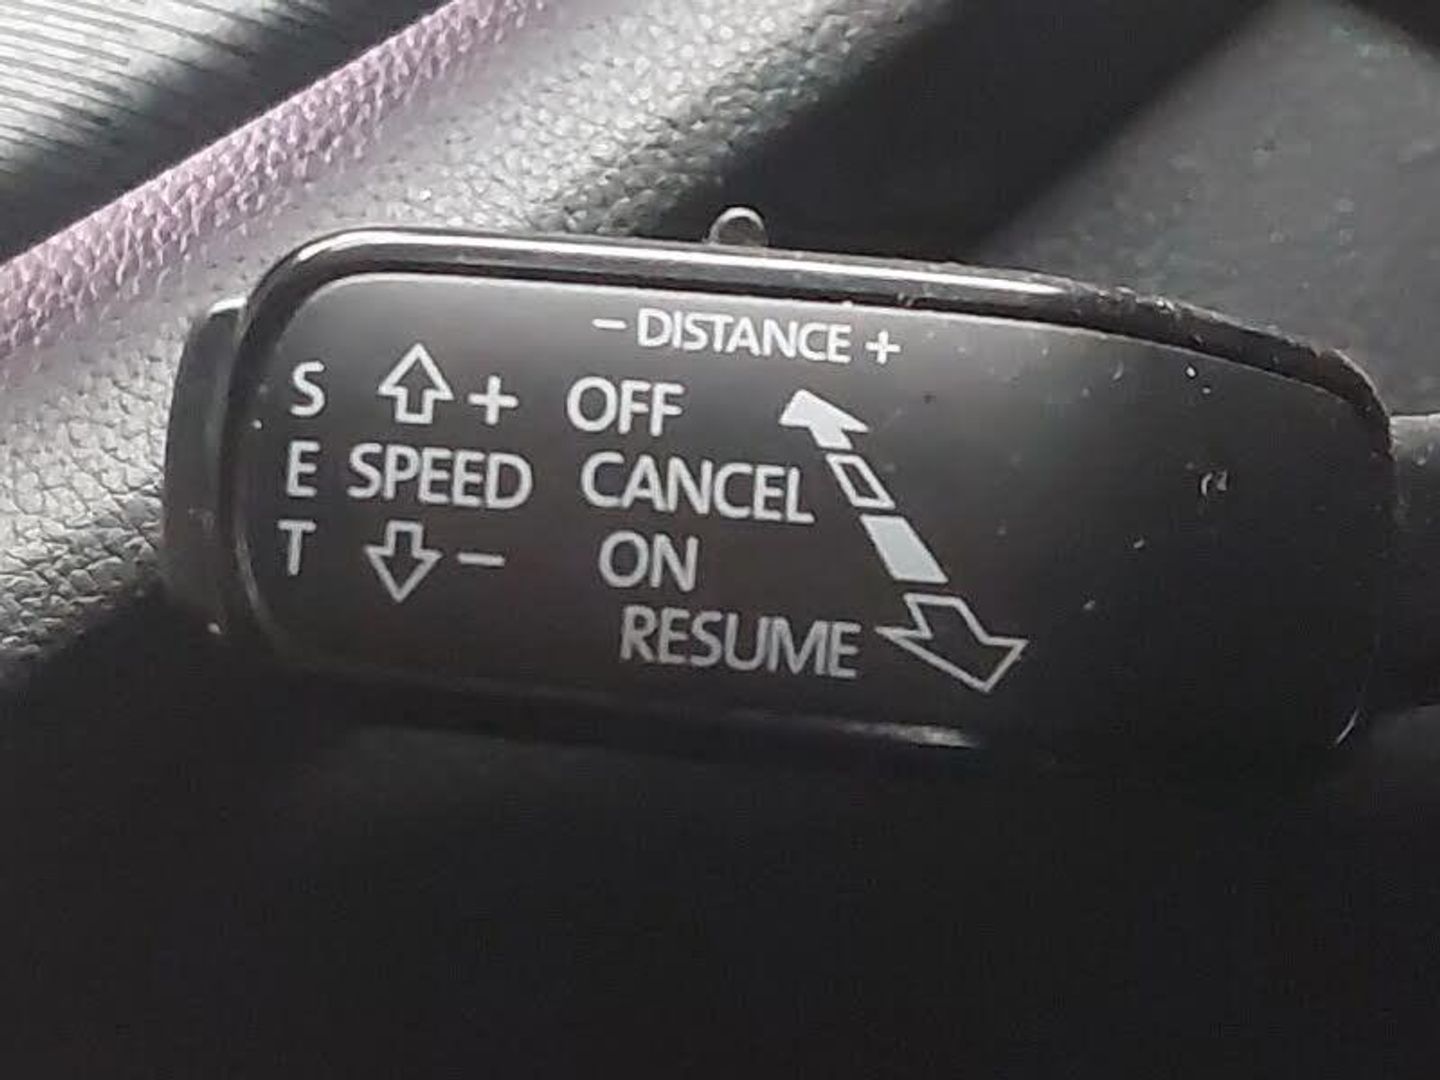 - DISTANCE +
S + OFF
E SPEED CANCEL
T - ON
RESUME